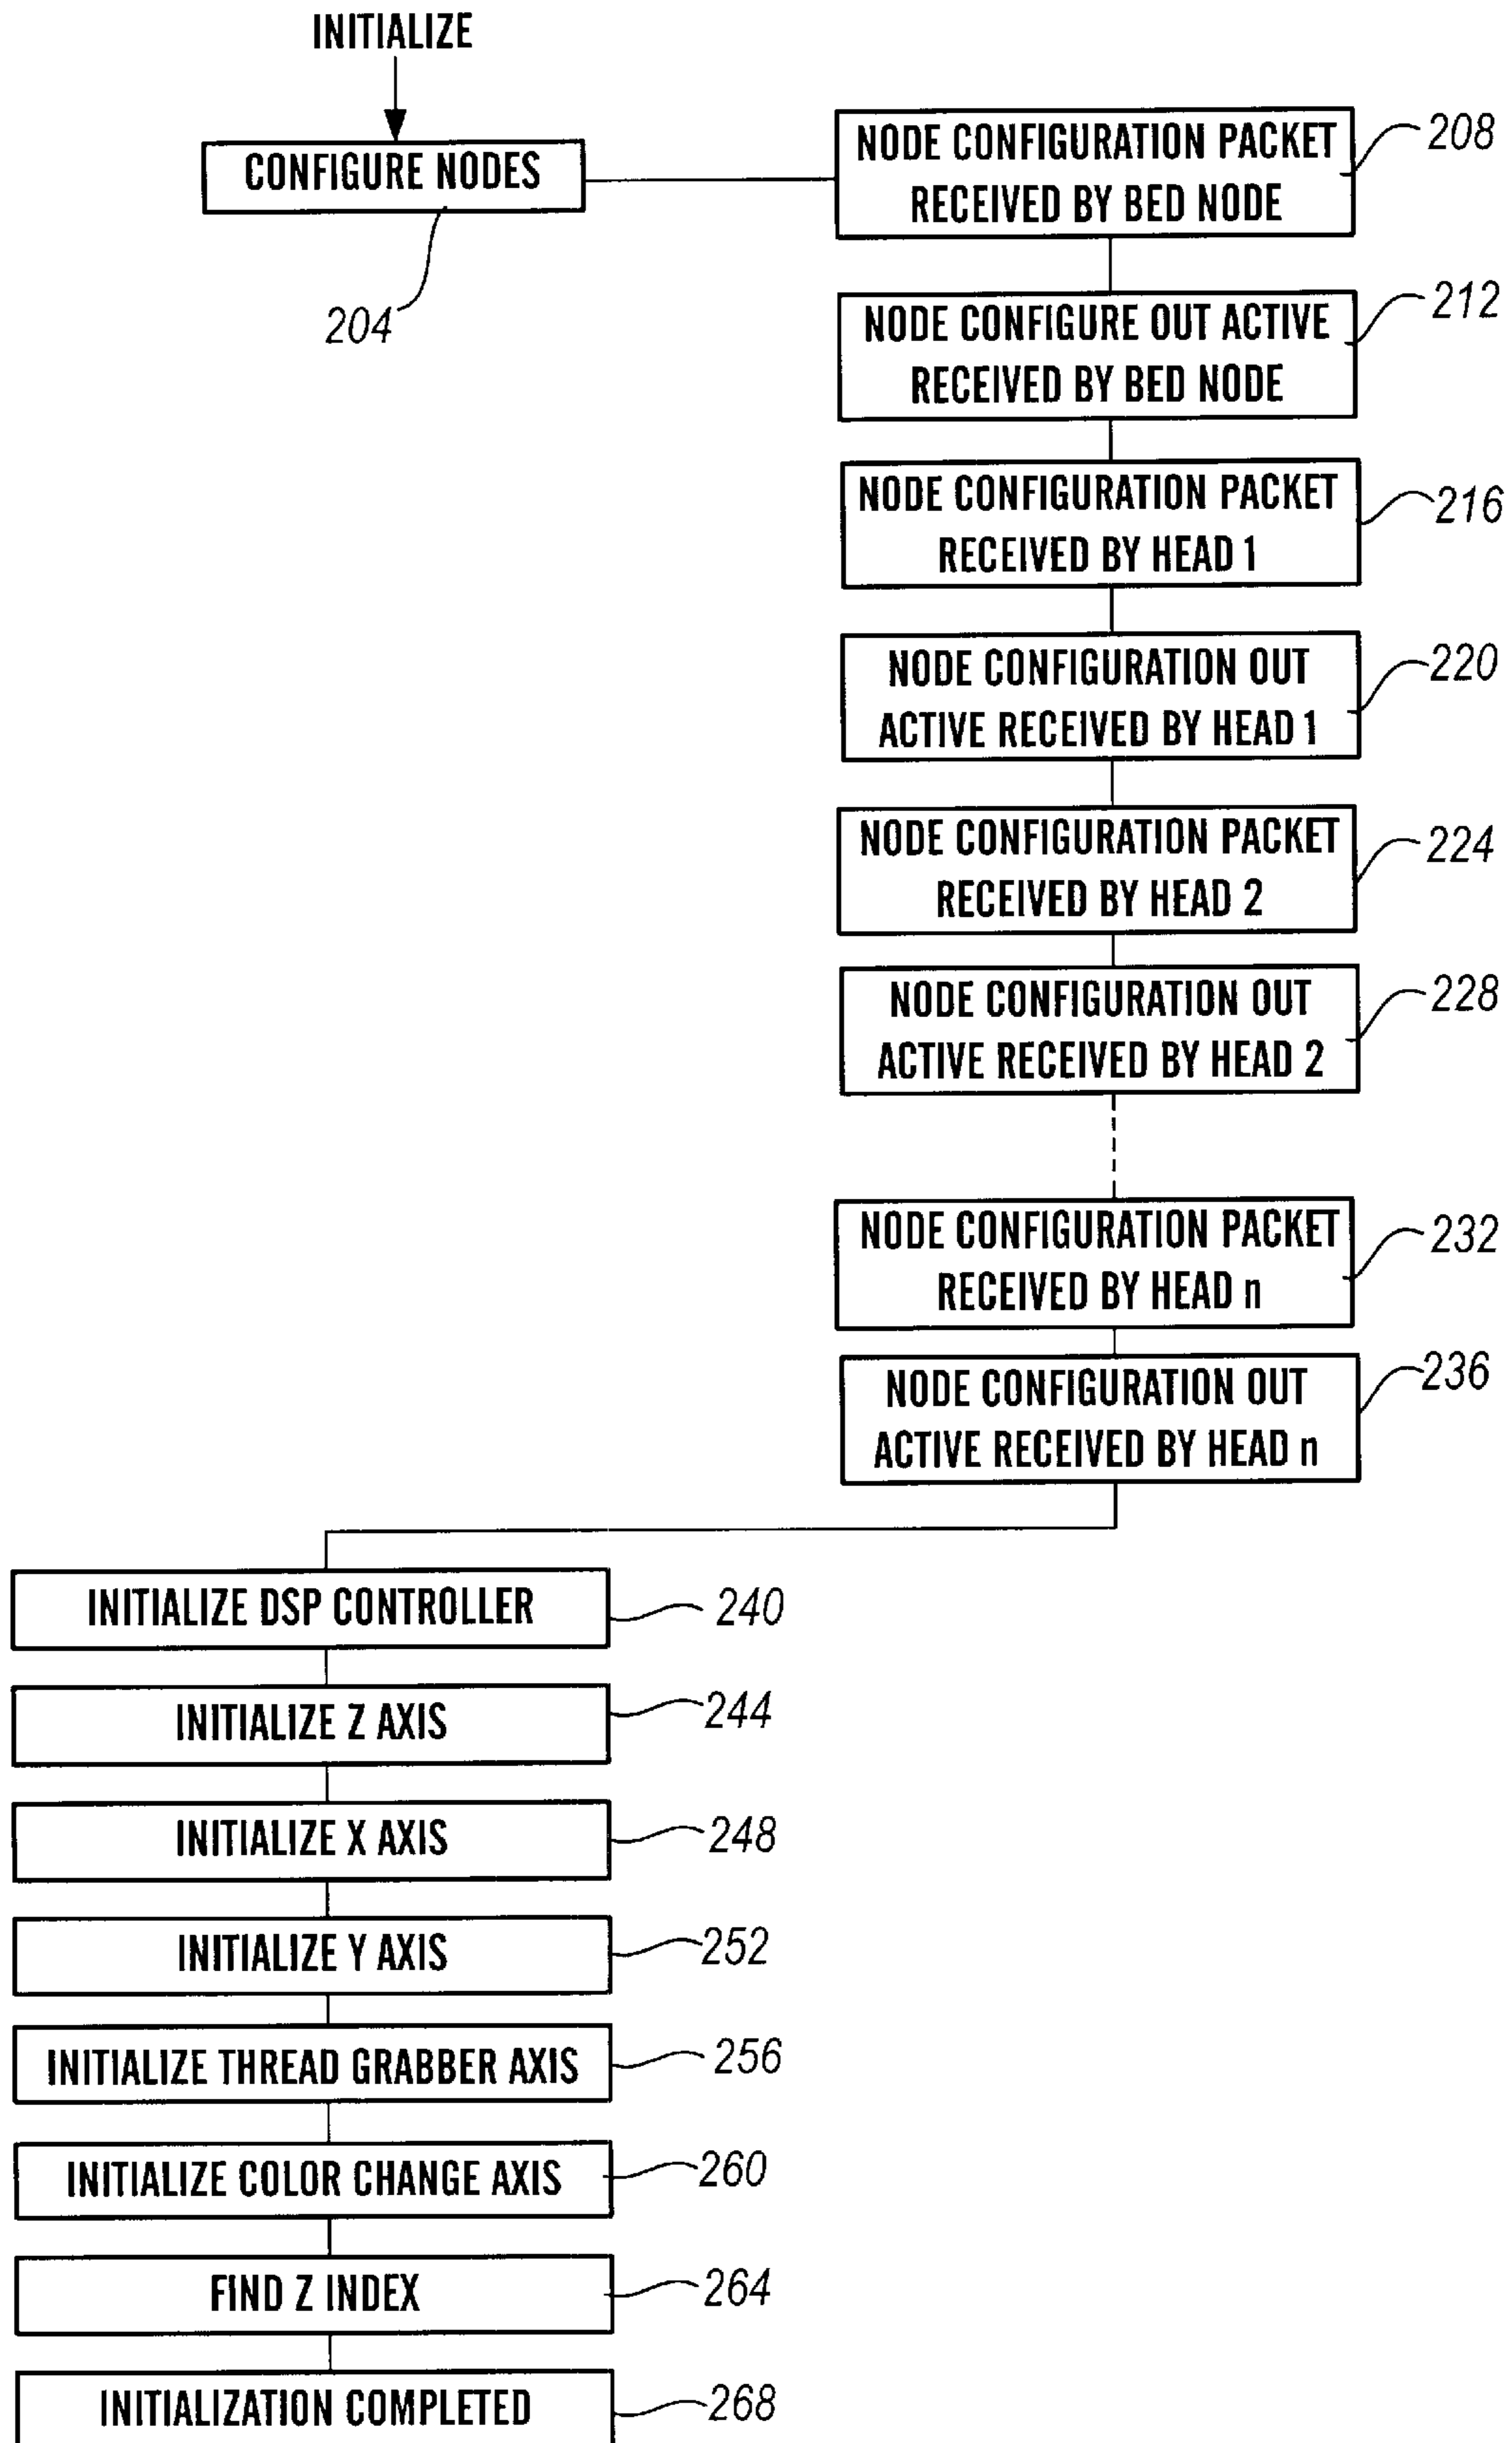 INITIALIZE
CONFIGURE NODES
204
NODE CONFIGURATION PACKET
RECEIVED BY BED NODE
208
NODE CONFIGURE OUT ACTIVE
RECEIVED BY BED NODE
212
NODE CONFIGURATION PACKET
RECEIVED BY HEAD 1
216
NODE CONFIGURATION OUT
ACTIVE RECEIVED BY HEAD 1
220
NODE CONFIGURATION PACKET
RECEIVED BY HEAD 2
224
NODE CONFIGURATION OUT
ACTIVE RECEIVED BY HEAD 2
228
NODE CONFIGURATION PACKET
RECEIVED BY HEAD n
232
NODE CONFIGURATION OUT
ACTIVE RECEIVED BY HEAD n
236
INITIALIZE DSP CONTROLLER
240
INITIALIZE Z AXIS
244
INITIALIZE X AXIS
248
INITIALIZE Y AXIS
252
INITIALIZE THREAD GRABBER AXIS
256
INITIALIZE COLOR CHANGE AXIS
260
FIND Z INDEX
264
INITIALIZATION COMPLETED
268